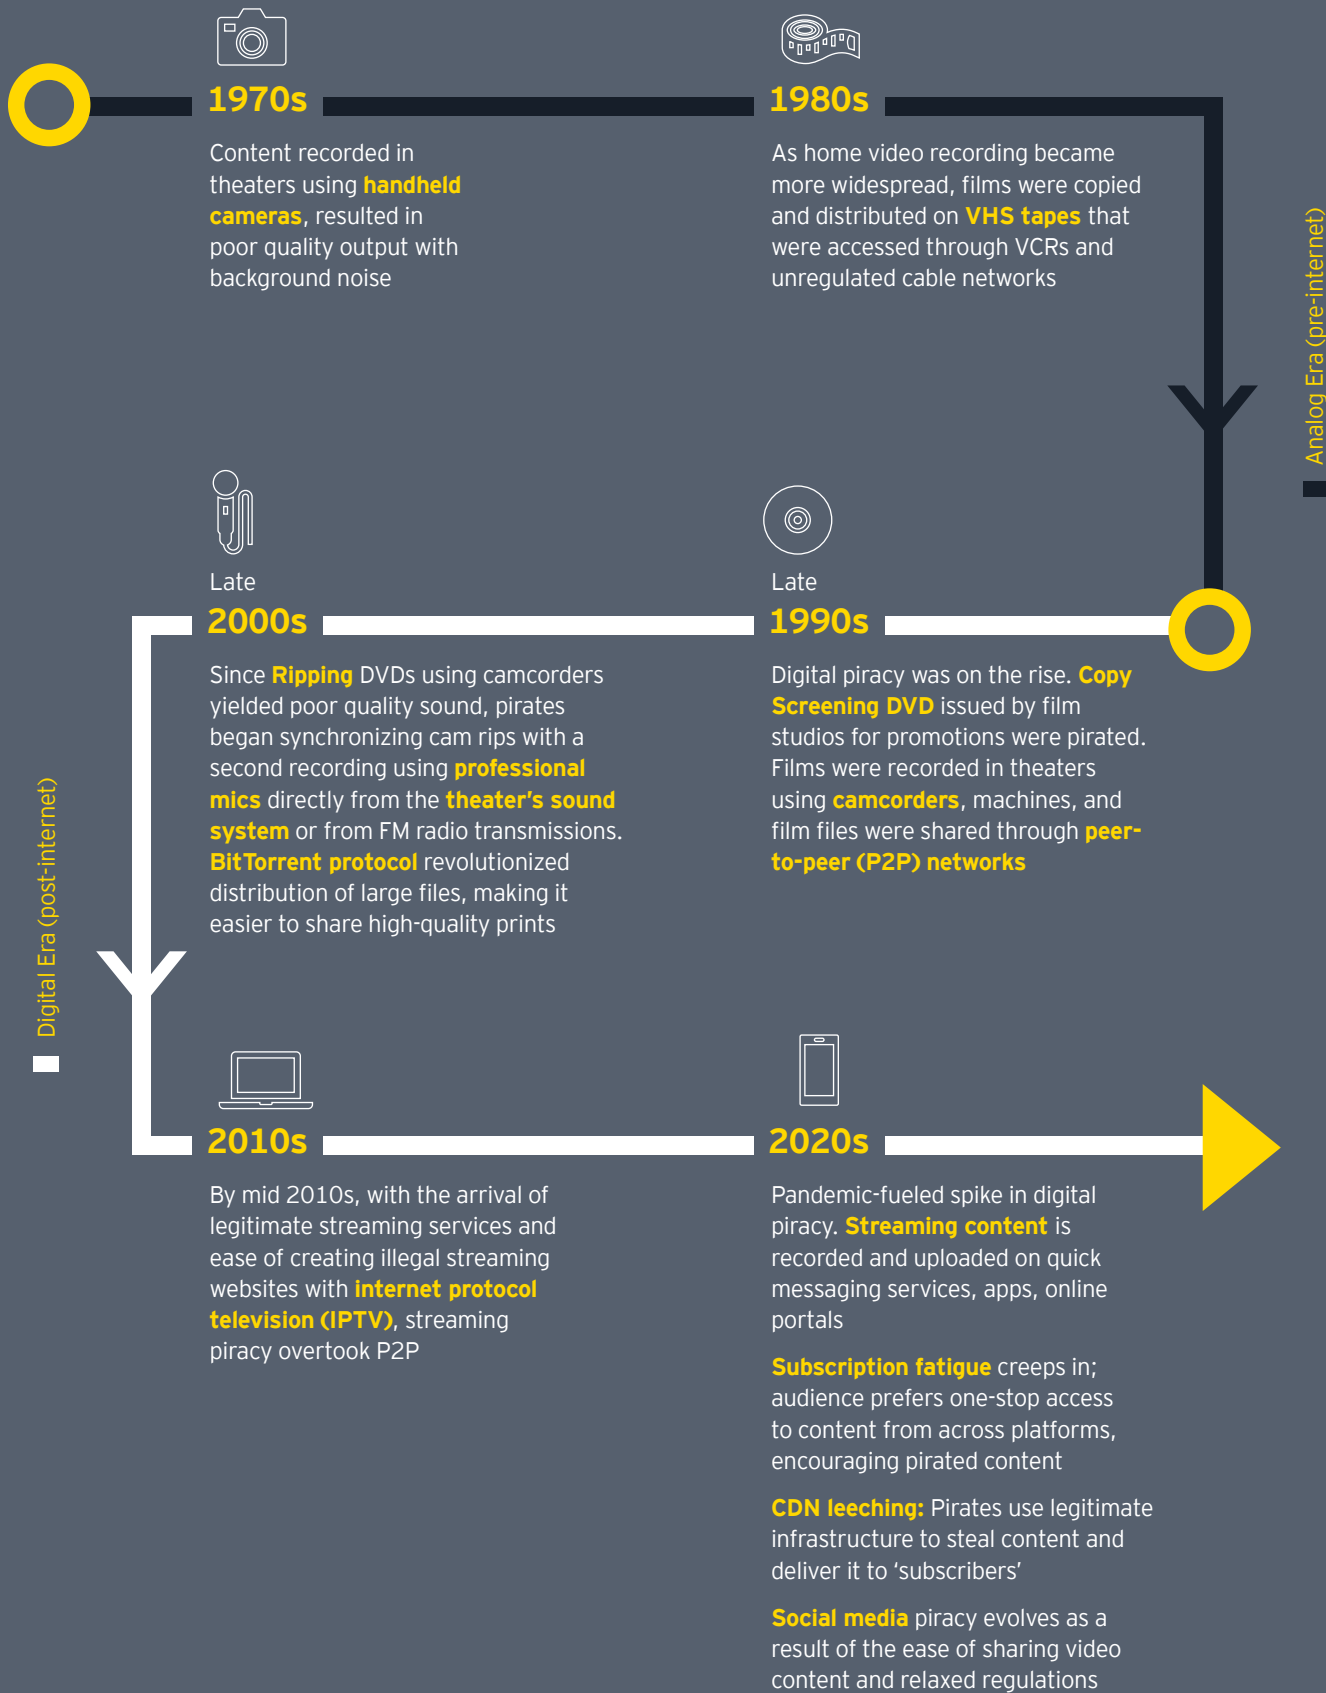 1970s
Content recorded in
theaters using handheld
cameras, resulted in
poor quality output with
background noise
1980s
As home video recording became
more widespread, films were copied
and distributed on VHS tapes that
were accessed through VCRs and
unregulated cable networks
Analog Era (pre-internet)
Late
1990s
Digital piracy was on the rise. Copy
Screening DVD issued by film
studios for promotions were pirated.
Films were recorded in theaters
using camcorders, machines, and
film files were shared through peer-
to-peer (P2P) networks
Late
2000s
Since Ripping DVDs using camcorders
yielded poor quality sound, pirates
began synchronizing cam rips with a
second recording using professional
mics directly from the theater's sound
system or from FM radio transmissions.
BitTorrent protocol revolutionized
distribution of large files, making it
easier to share high-quality prints
Digital Era (post-internet)
2010s
By mid 2010s, with the arrival of
legitimate streaming services and
ease of creating illegal streaming
websites with internet protocol
television (IPTV), streaming
piracy overtook P2P
2020s
Pandemic-fueled spike in digital
piracy. Streaming content is
recorded and uploaded on quick
messaging services, apps, online
portals
Subscription fatigue creeps in;
audience prefers one-stop access
to content from across platforms,
encouraging pirated content
CDN leeching: Pirates use legitimate
infrastructure to steal content and
deliver it to ‘subscribers’
Social media piracy evolves as a
result of the ease of sharing video
content and relaxed regulations